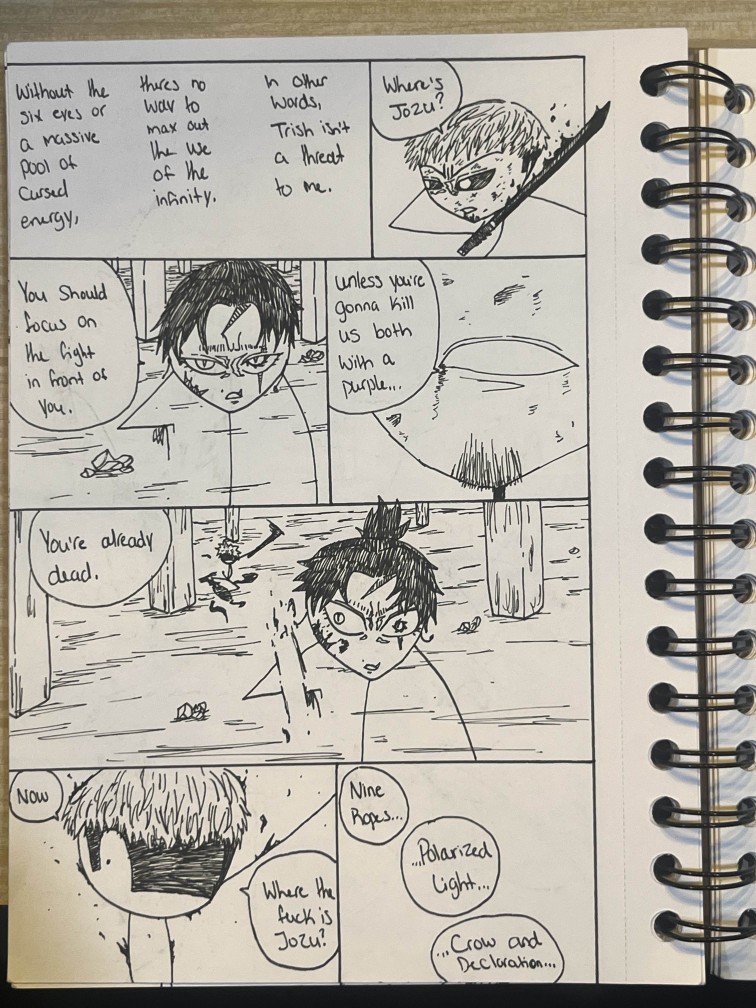 Without the
six eyes or
a massive
pool of
cursed
energy,
theres no
way to
max out
the use
of the
infinity.
n other
words,
Trish isn't
a threat
to me.
Where's
Jozu?
You should
focus on
the fight
in front of
you.
unless you're
gonna kill
us both
with a
purple...
You're already
dead.
Now
Where the
fuck is
Jozu?
Nine
Ropes...
...Polarized
Light...
...Crow and
Declaration...